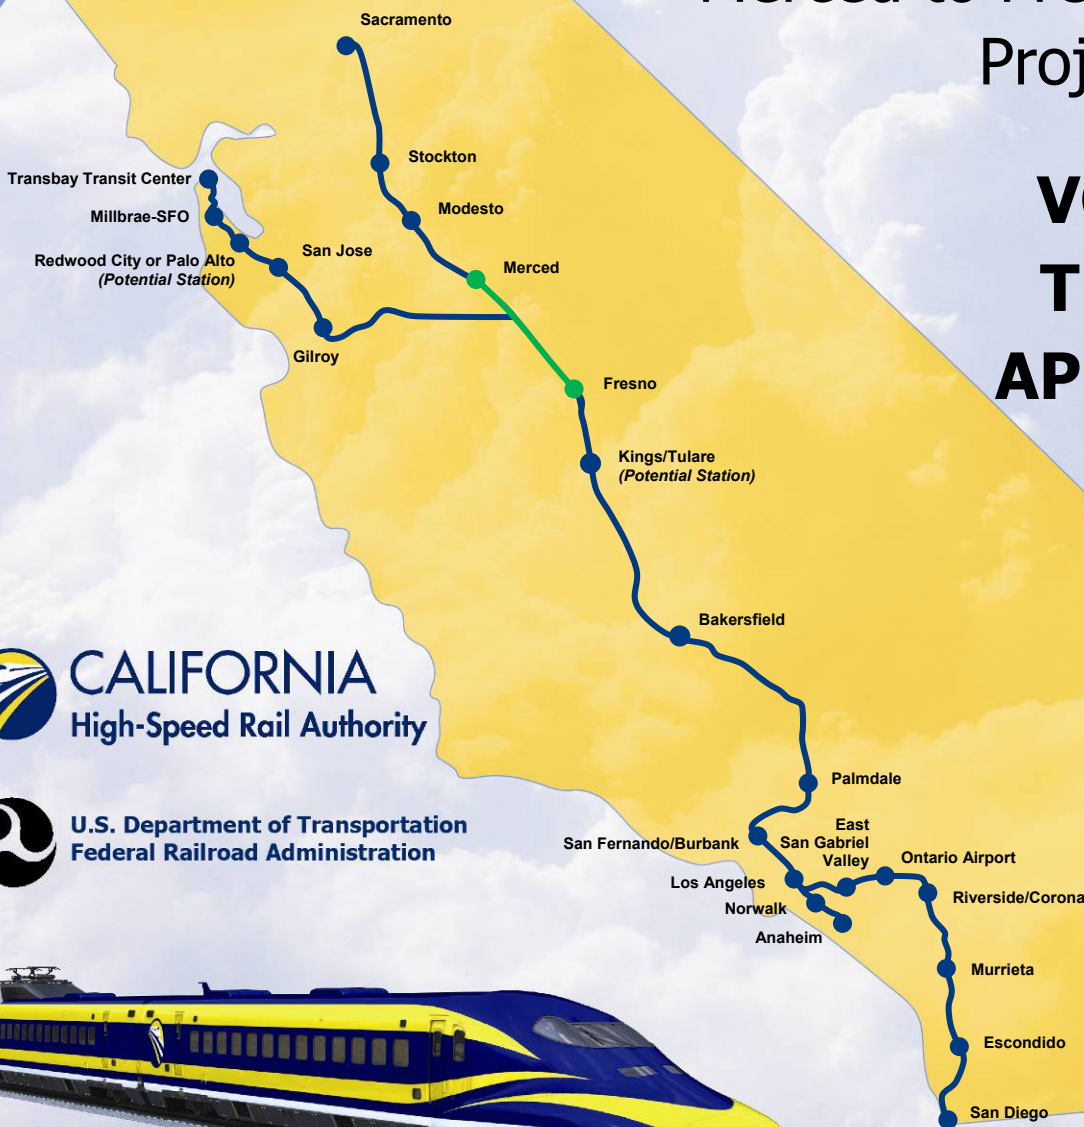 Proj
VO
T
AP
Sacramento
Stockton
Transbay Transit Center
Modesto
Millbrae-SFO
San Jose
Redwood City or Palo Alto
(Potential Station)
Merced
Gilroy
Fresno
Kings/Tulare
(Potential Station)
Bakersfield
CALIFORNIA
High-Speed Rail Authority
Palmdale
U.S. Department of Transportation
Federal Railroad Administration
San Fernando/Burbank
East
San Gabriel
Valley
Ontario Airport
Los Angeles
Riverside/Corona
Norwalk
Anaheim
Murrieta
Escondido
San Diego